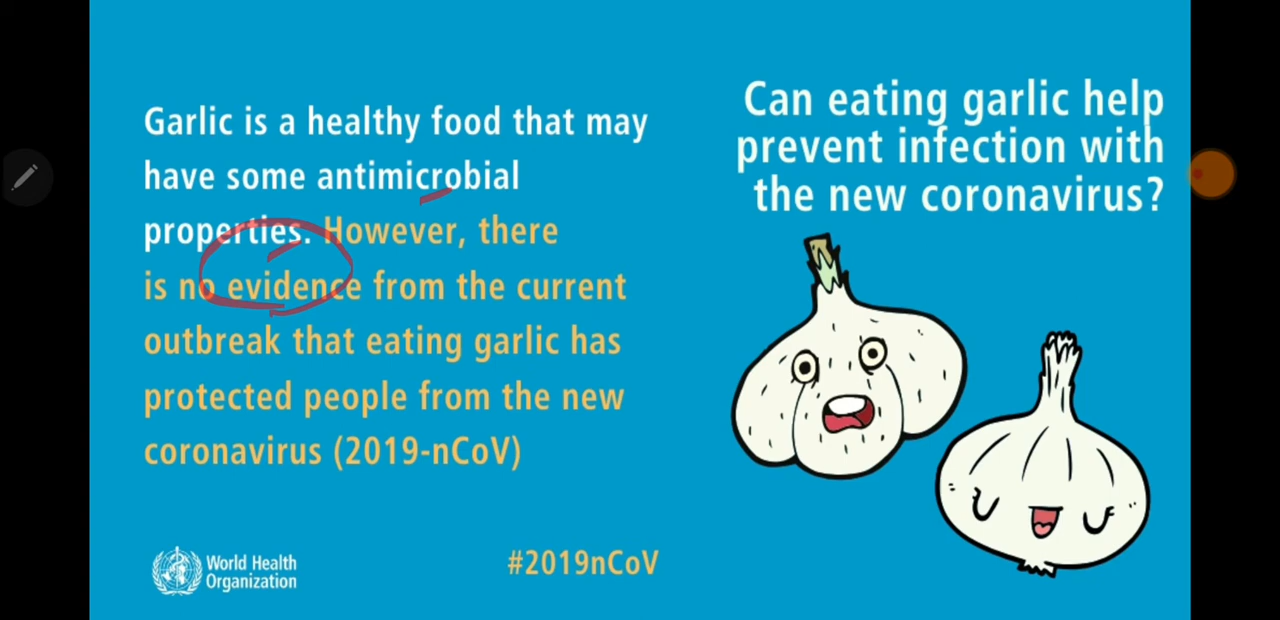 Garlic is a healthy food that may
have some antimicrobial
properties. However, there
is no evidence from the current
outbreak that eating garlic has
protected people from the new
coronavirus (2019-nCoV)
Can eating garlic help
prevent infection with
the new coronavirus?
World Health
Organization
#2019nCoV